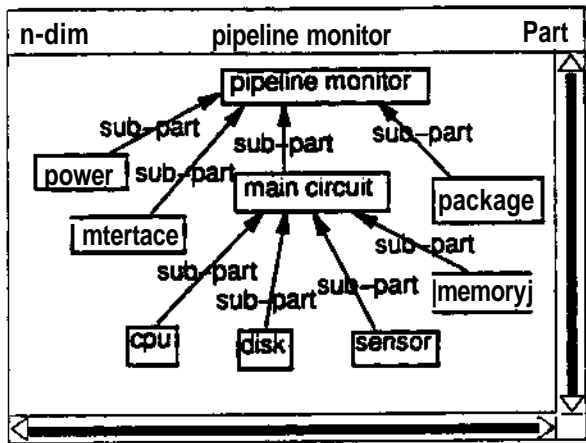 n-dim pipeline monitor Part
pipeline monitor
sub-part
sub-part
sub-part
sub-part
power
main circuit
package
mtertace
sub-part
sub-part
sub-part
sub-part
memoryj
cpu
disk
sensor